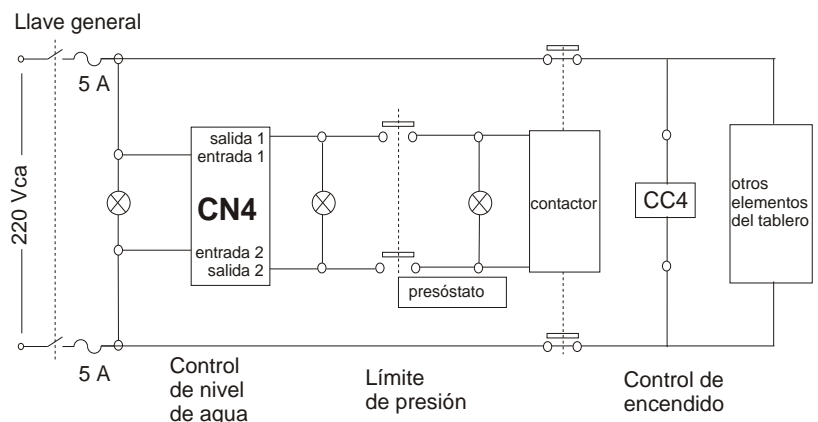 Llave general
5 A
220 Vca
salida 1
entrada 1
CN4
entrada 2
salida 2
presóstato
contactor
CC4
otros
elementos
del tablero
5 A
Control
de nivel
de agua
Límite
de presión
Control de
encendido